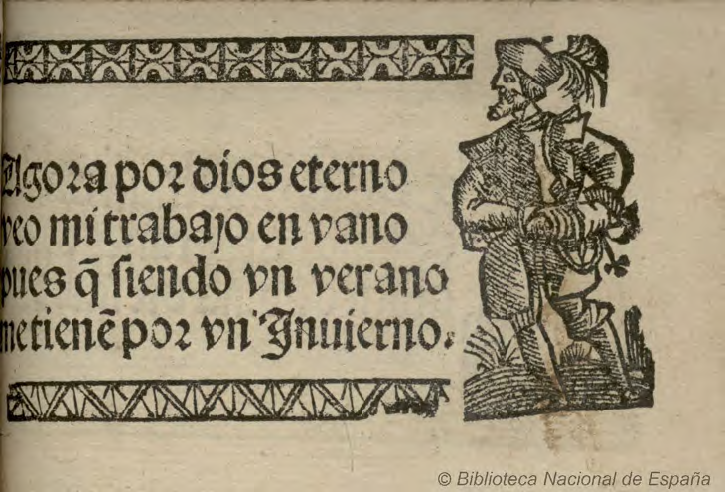 Agora por dios eterno
veo mi trabajo en vano
pues q̄ siendo vn verano
me tienē por vn Inuierno.
© Biblioteca Nacional de España